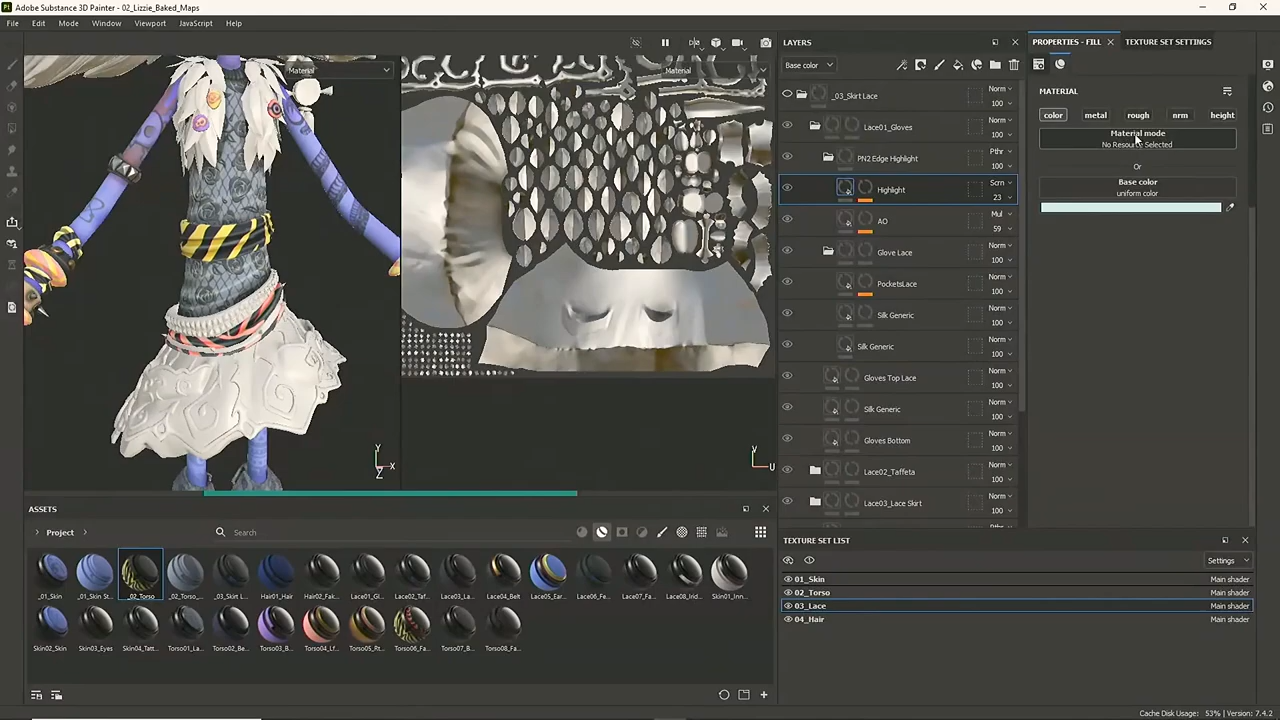 Pt Adobe Substance 3D Painter - 02_Lizzie_Baked_Maps
File Edit Mode Window Viewport JavaScript Help
Material
Material
LAYERS
Base color
_03_Skirt Lace Norm 100
Lace01_Gloves Norm 100
PN2 Edge Highlight Pthr 100
Highlight Scrn 23
AO Mul 59
Glove Lace Norm 100
PocketsLace Norm 100
Silk Generic Norm 100
Silk Generic Norm 100
Gloves Top Lace Norm 100
Silk Generic Norm 100
Gloves Bottom Norm 100
Lace02_Taffeta Norm 100
Lace03_Lace Skirt Norm 100
PROPERTIES - FILL
TEXTURE SET SETTINGS
MATERIAL
color metal rough nrm height
Material mode
No Resource Selected
Or
Base color
uniform color
Y
X
Z
U
ASSETS
Project
Search
_01_Skin _01_Skin St... _02_Torso _02_Torso_... _03_Skirt L... Hair01_Hair Hair02_Fak... Lace01_Gl... Lace02_Taf... Lace03_La... Lace04_Belt Lace05_Ear... Lace06_Fe... Lace07_Fa... Lace08_Irid... Skin01_Inn...
Skin02_Skin Skin03_Eyes Skin04_Tatt... Torso01_La... Torso02_Be... Torso03_B... Torso04_Lf... Torso05_Rt... Torso06_Fa... Torso07_B... Torso08_Fa...
TEXTURE SET LIST
Settings
01_Skin Main shader
02_Torso Main shader
03_Lace Main shader
04_Hair Main shader
Cache Disk Usage: 53% | Version: 7.4.2